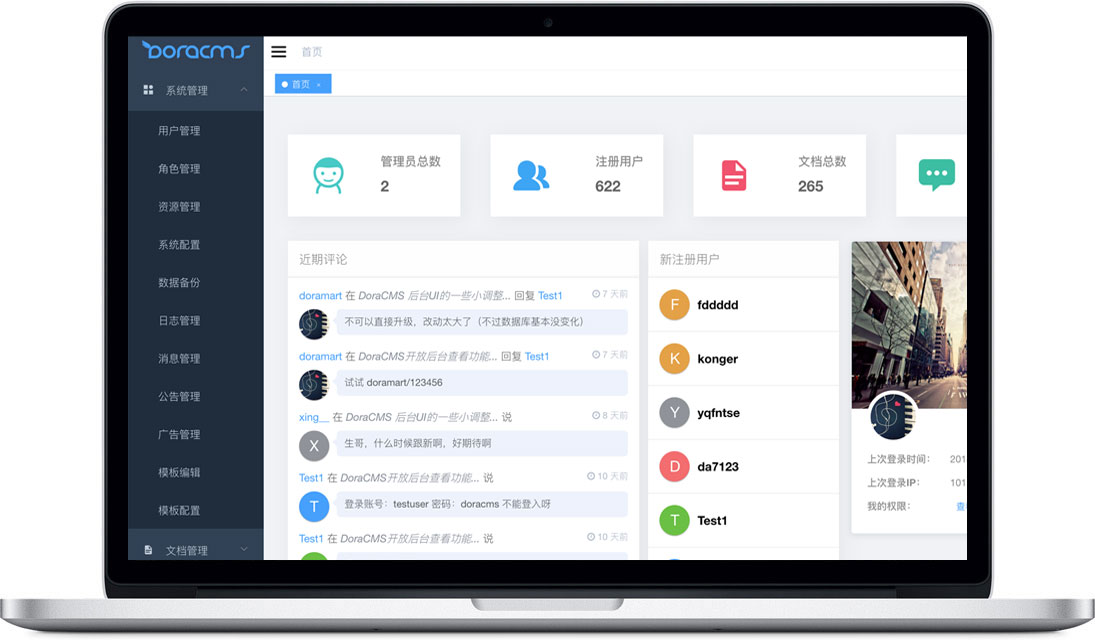 DORACMS
首页
系统管理
首页 ×
用户管理
角色管理
资源管理
系统配置
数据备份
日志管理
消息管理
公告管理
广告管理
模板编辑
模板配置
文档管理
管理员总数
2
注册用户
622
文档总数
265
近期评论
doramart 在 DoraCMS 后台UI的一些小调整... 回复 Test1 7 天前
不可以直接升级，改动太大了（不过数据库基本没变化）
doramart 在 DoraCMS开放后台查看功能... 回复 Test1 7 天前
试试 doramart/123456
xing__ 在 DoraCMS 后台UI的一些小调整... 说 8 天前
X 生哥，什么时候跟新啊，好期待啊
Test1 在 DoraCMS开放后台查看功能... 说 10 天前
T 登录账号：testuser 密码：doracms 不能登入呀
Test1 在 DoraCMS开放后台查看功能... 说 10 天前
新注册用户
F fddddd
K konger
Y yqfntse
D da7123
T Test1
上次登录时间： 201
上次登录IP： 101
我的权限： 查